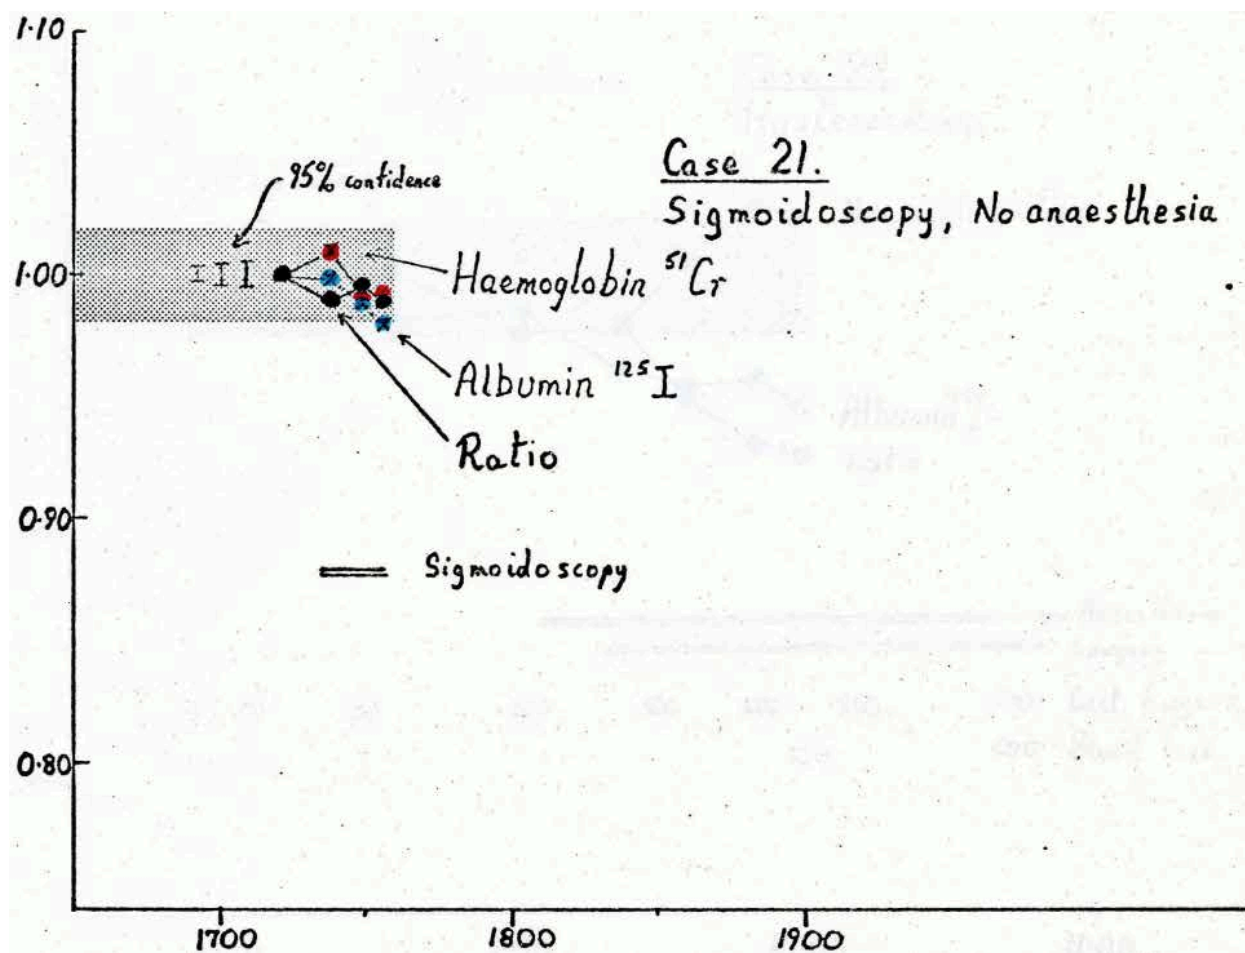 1.10
95% confidence
Case 21.
Sigmoidoscopy, No anaesthesia
1.00
Haemoglobin ⁵¹Cr
Albumin ¹²⁵I
Ratio
0.90
Sigmoidoscopy
0.80
1700 1800 1900